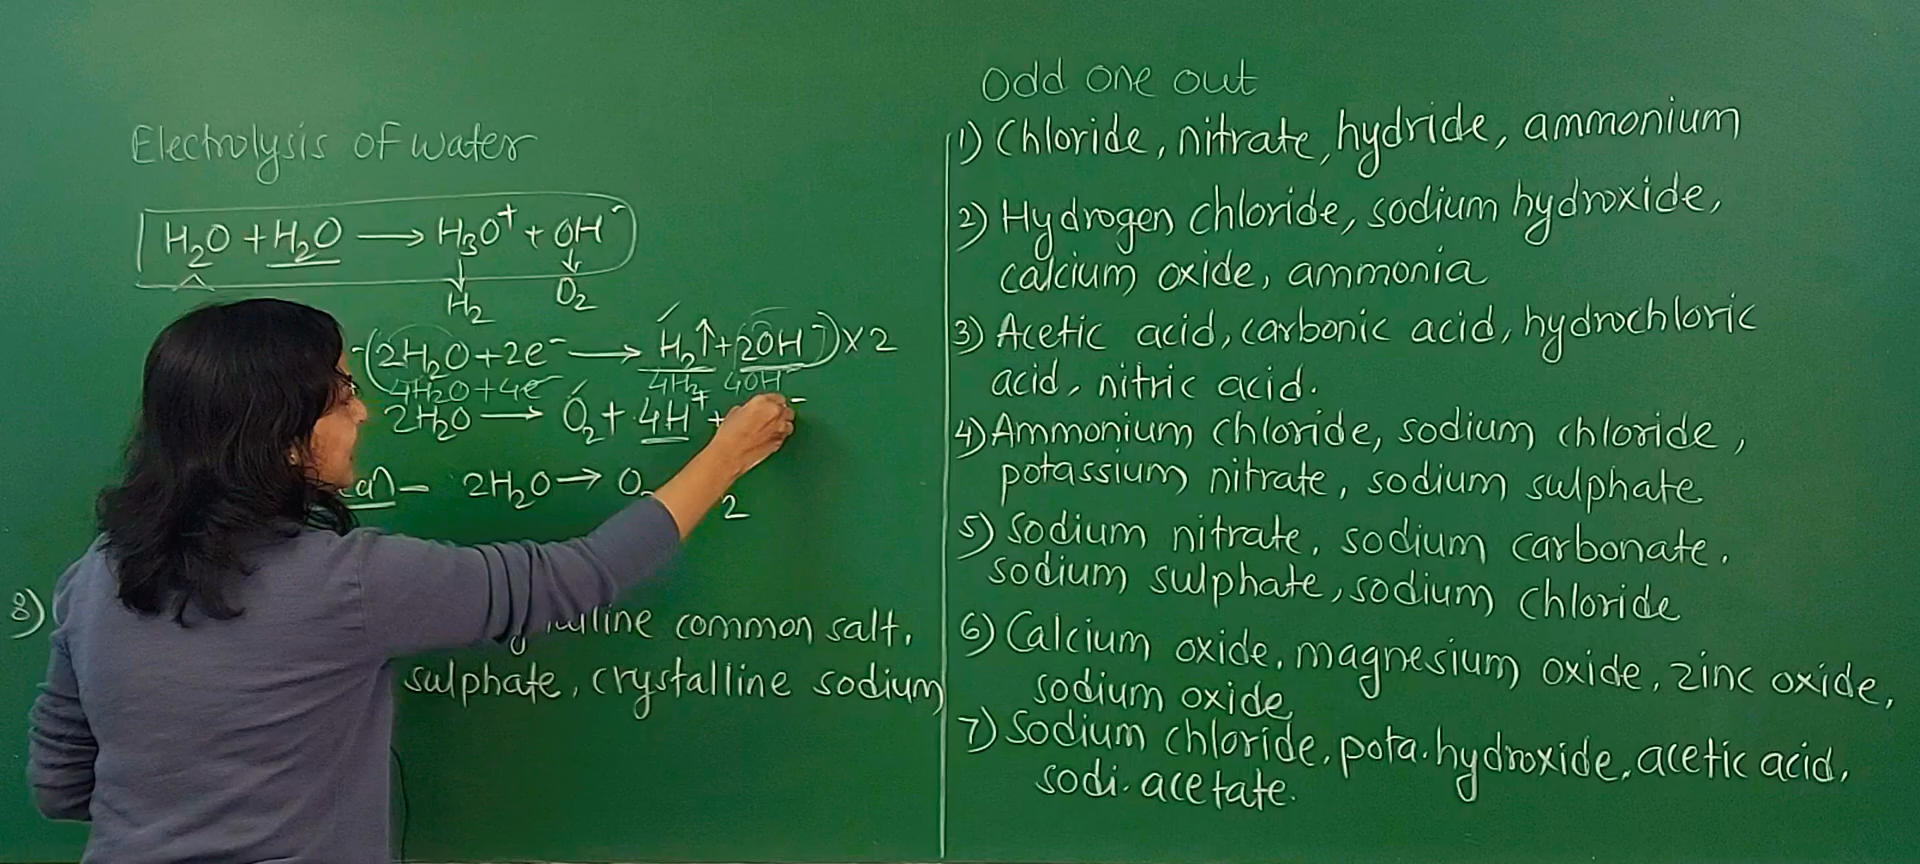 Electrolysis of water
H₂O + H₂O → H₃O⁺ + OH⁻
H₂ O₂
(2H₂O + 2e⁻ → H₂↑ + 2OH⁻) × 2
4H₂O + 4e⁻ 4H₂ 4OH⁻
2H₂O → O₂ + 4H⁺ +
2H₂O → O₂
2
8)
common salt,
sulphate, crystalline sodium
Odd one out
1) Chloride, nitrate, hydride, ammonium
2) Hydrogen chloride, sodium hydroxide,
calcium oxide, ammonia
3) Acetic acid, carbonic acid, hydrochloric
acid, nitric acid.
4) Ammonium chloride, sodium chloride,
potassium nitrate, sodium sulphate
5) Sodium nitrate, sodium carbonate,
sodium sulphate, sodium chloride
6) Calcium oxide, magnesium oxide, zinc oxide,
sodium oxide,
7) Sodium chloride, pota. hydroxide, acetic acid,
sodi. acetate.